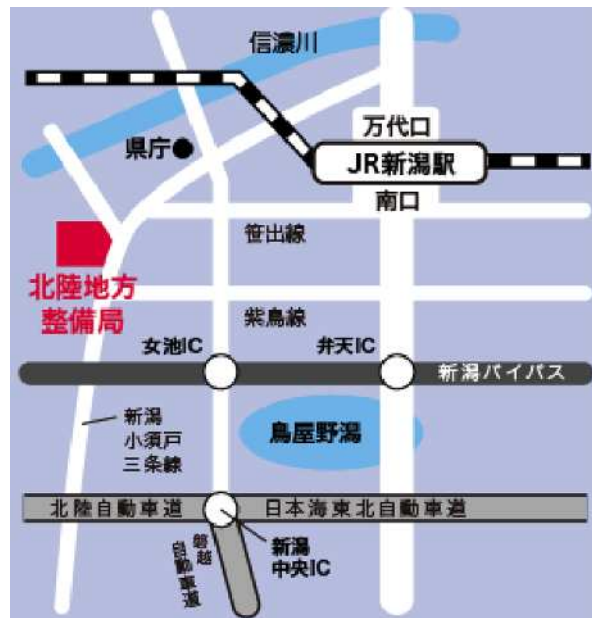 信濃川
万代口
県庁
JR新潟駅
南口
笹出線
北陸地方
整備局
紫鳥線
女池IC
弁天IC
新潟バイパス
新潟
小須戸
三条線
鳥屋野潟
北陸自動車道
日本海東北自動車道
磐越
自動車道
新潟
中央IC